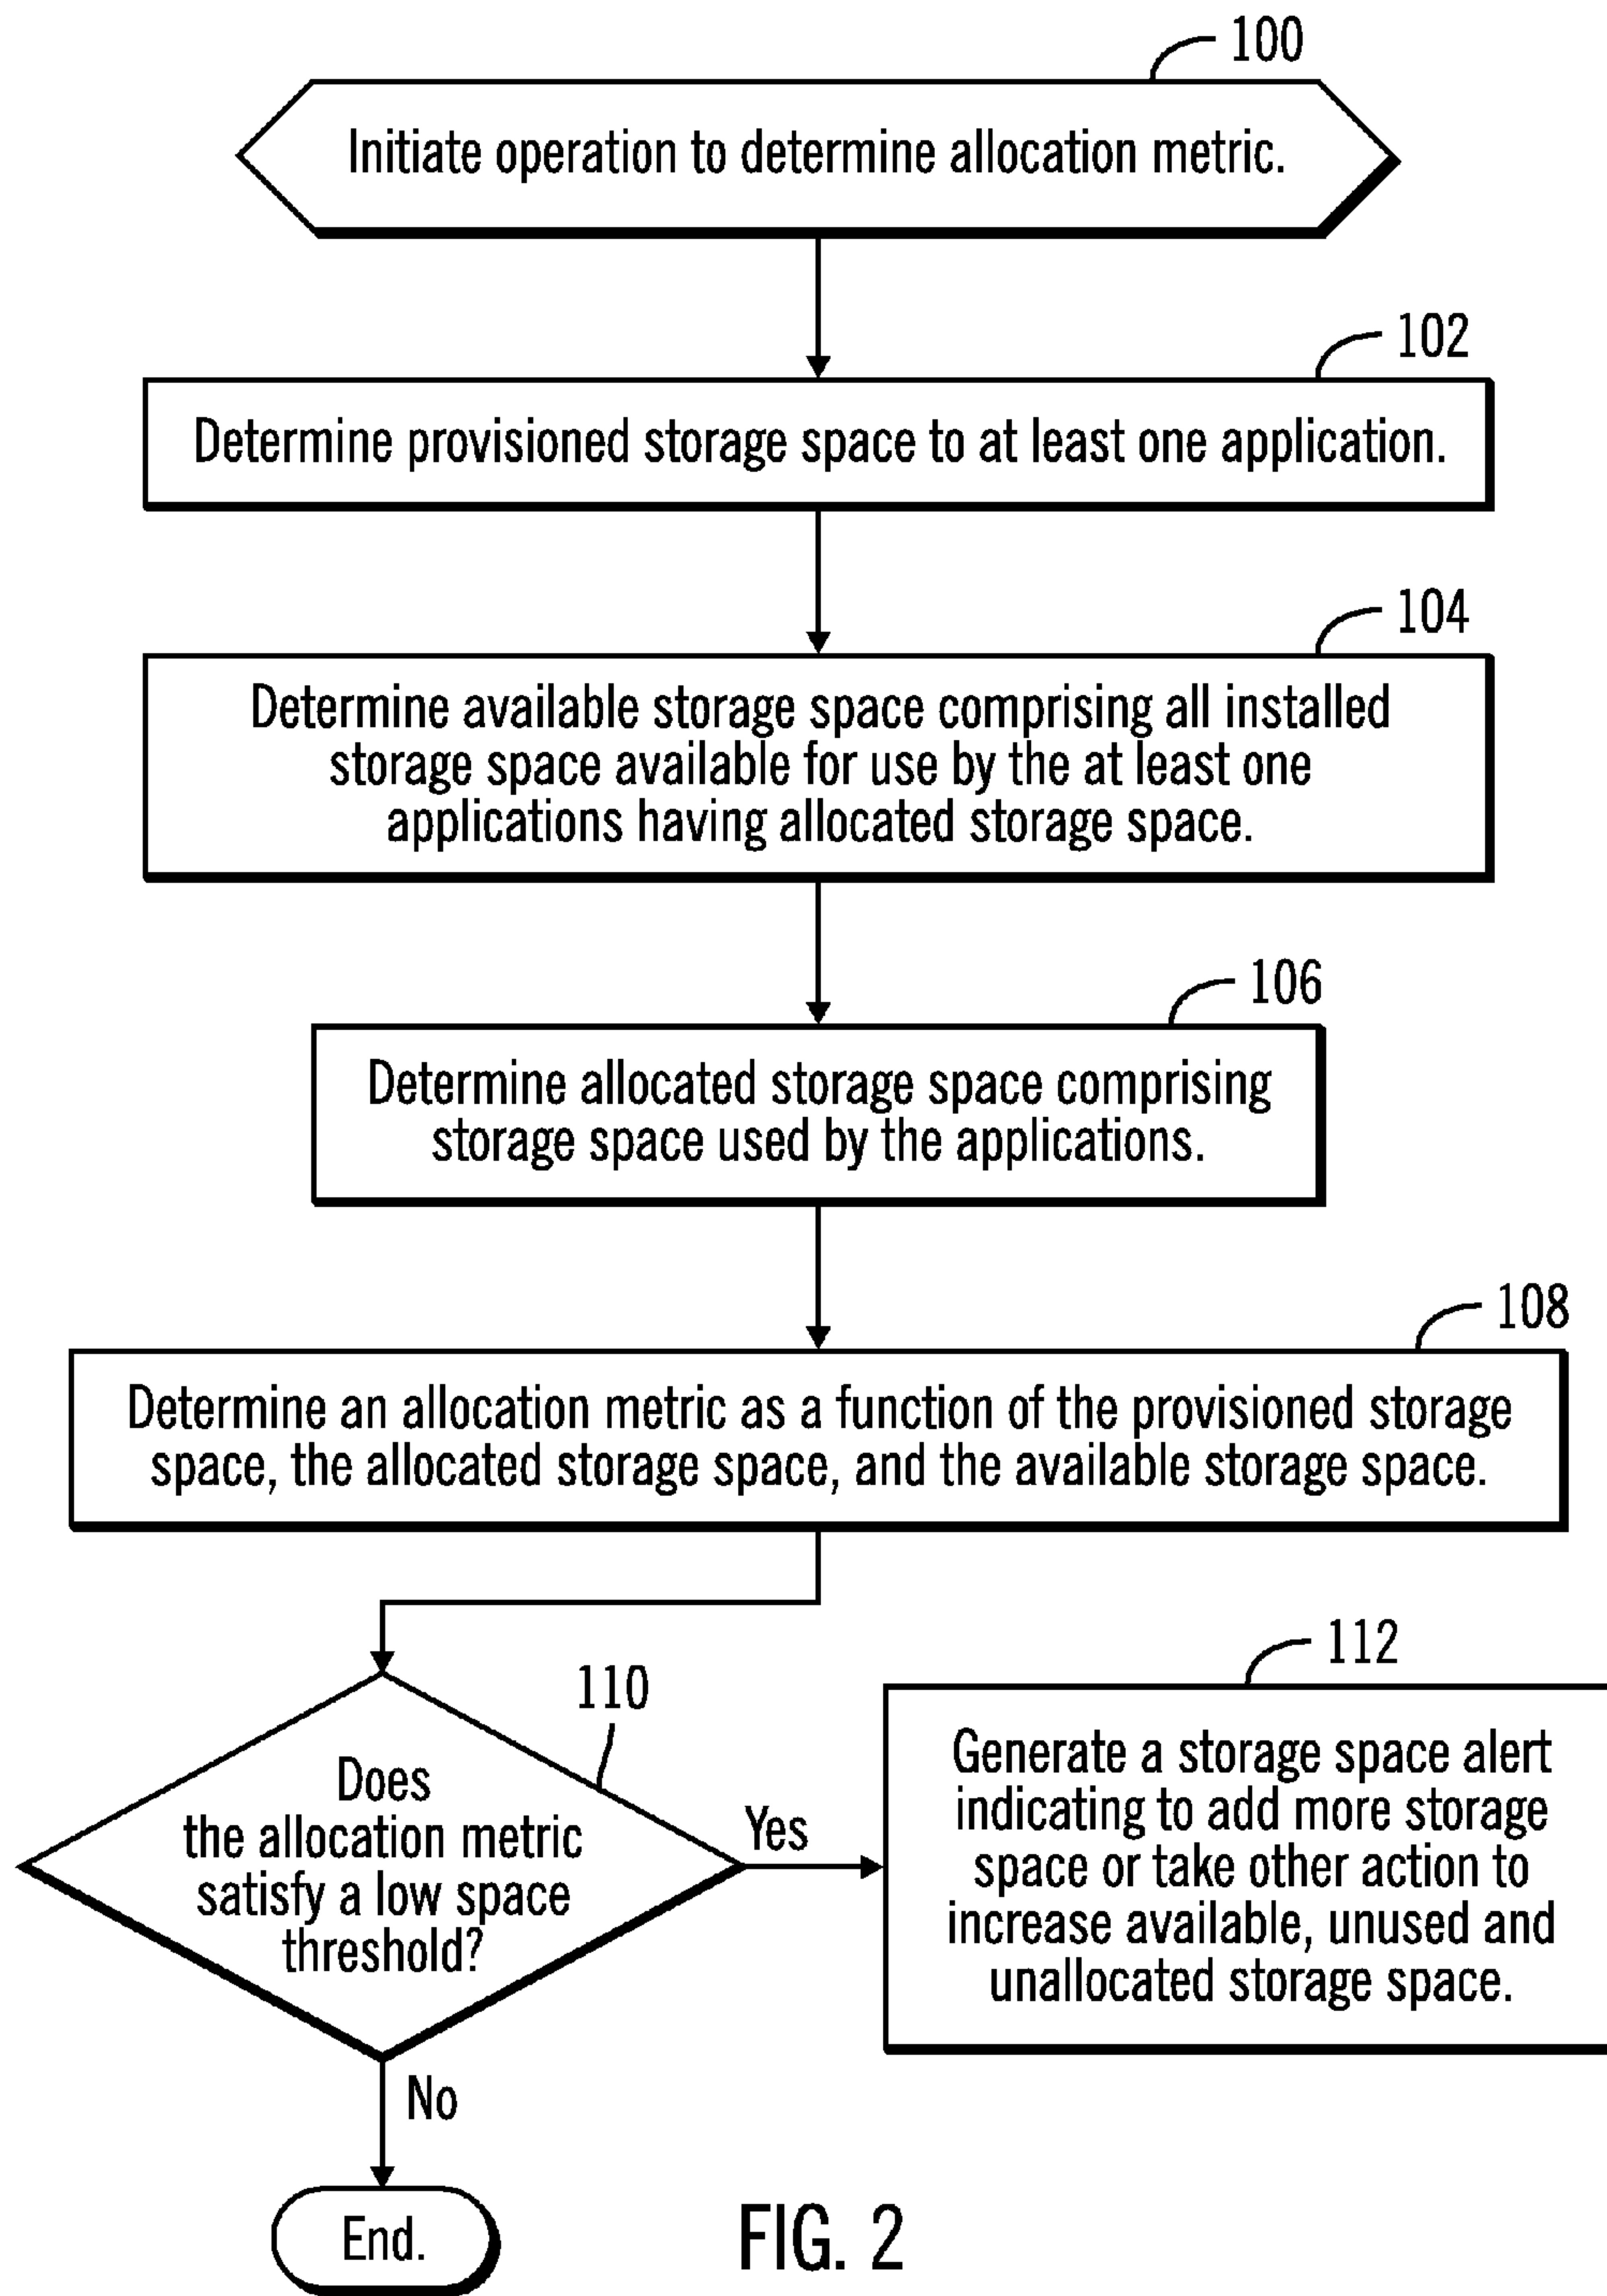 100
Initiate operation to determine allocation metric.
102
Determine provisioned storage space to at least one application.
104
Determine available storage space comprising all installed
storage space available for use by the at least one
applications having allocated storage space.
106
Determine allocated storage space comprising
storage space used by the applications.
108
Determine an allocation metric as a function of the provisioned storage
space, the allocated storage space, and the available storage space.
110
Does
the allocation metric
satisfy a low space
threshold?
Yes
112
Generate a storage space alert
indicating to add more storage
space or take other action to
increase available, unused and
unallocated storage space.
No
End.
FIG. 2